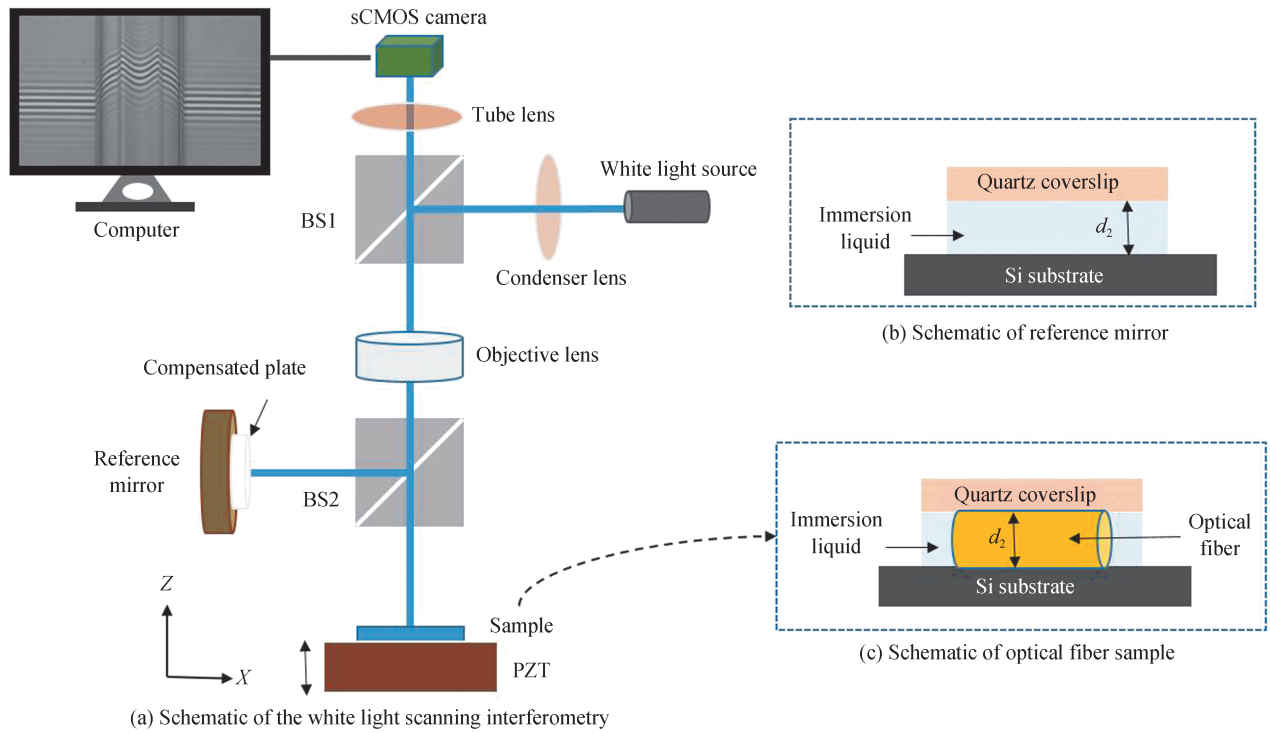 sCMOS camera
Tube lens
White light source
BS1
Computer
Condenser lens
Objective lens
Compensated plate
Reference
mirror
BS2
Z
X
Sample
PZT
(a) Schematic of the white light scanning interferometry
Quartz coverslip
Immersion
liquid
d2
Si substrate
(b) Schematic of reference mirror
Quartz coverslip
Immersion
liquid
d2
Optical
fiber
Si substrate
(c) Schematic of optical fiber sample